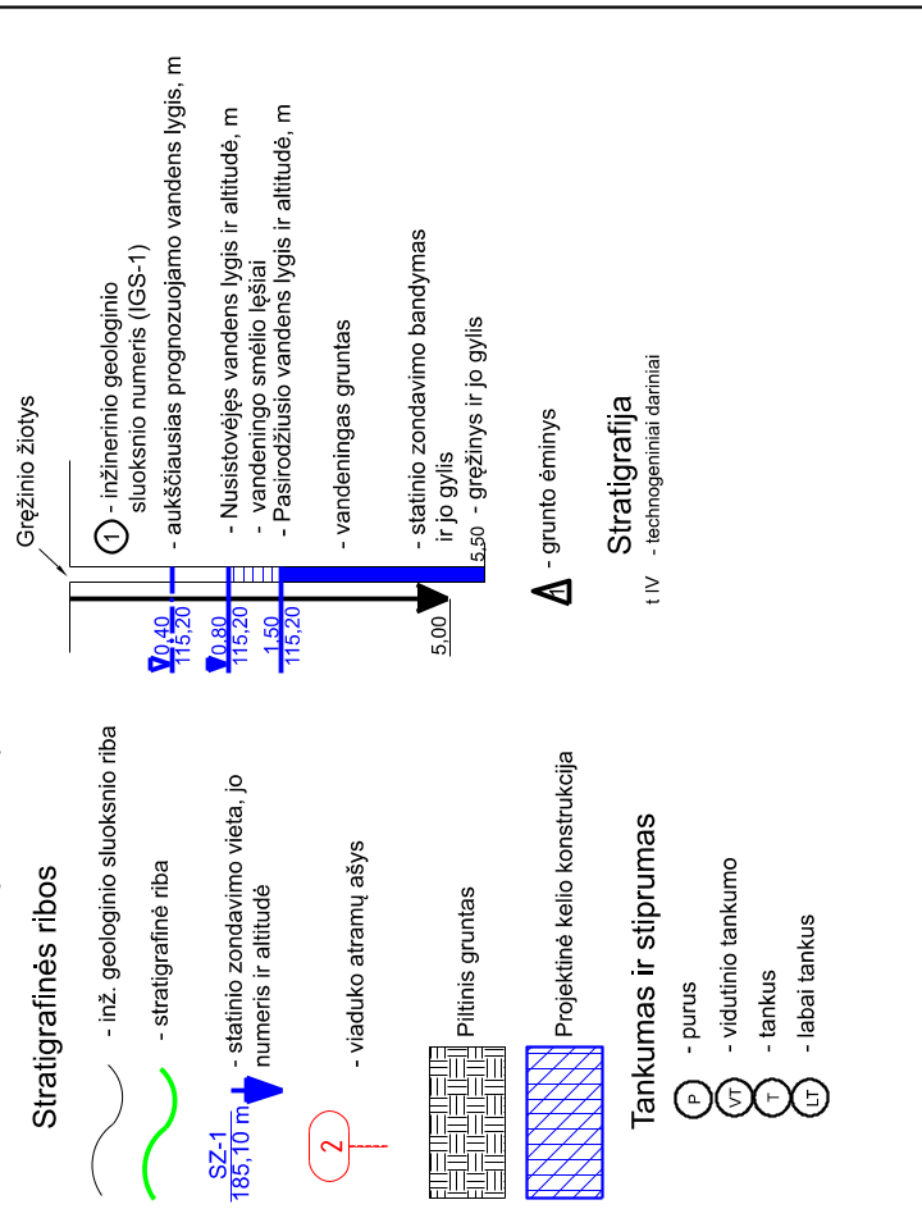 Stratigrafinės ribos
- inž. geologinio sluoksnio riba
- stratigrafinė riba
SZ-1
185,10 m
- statinio zondavimo vieta, jo
numeris ir altitudė
2
- viaduko atramų ašys
Piltinis gruntas
Projektinė kelio konstrukcija
Tankumas ir stiprumas
P - purus
VT - vidutinio tankumo
T - tankus
LT - labai tankus
Gręžinio žiotys
1 - inžinerinio geologinio
sluoksnio numeris (IGS-1)
0,40
115,20
- aukščiausias prognozuojamo vandens lygis, m
0,80
115,20
- Nusistovėjęs vandens lygis ir altitudė, m
- vandeningo smėlio lęšiai
1,50
115,20
- Pasirodžiusio vandens lygis ir altitudė, m
- vandeningas gruntas
5,00
- statinio zondavimo bandymas
ir jo gylis
5,50 - gręžinys ir jo gylis
1 - grunto ėminys
Stratigrafija
t IV - technogeniniai dariniai